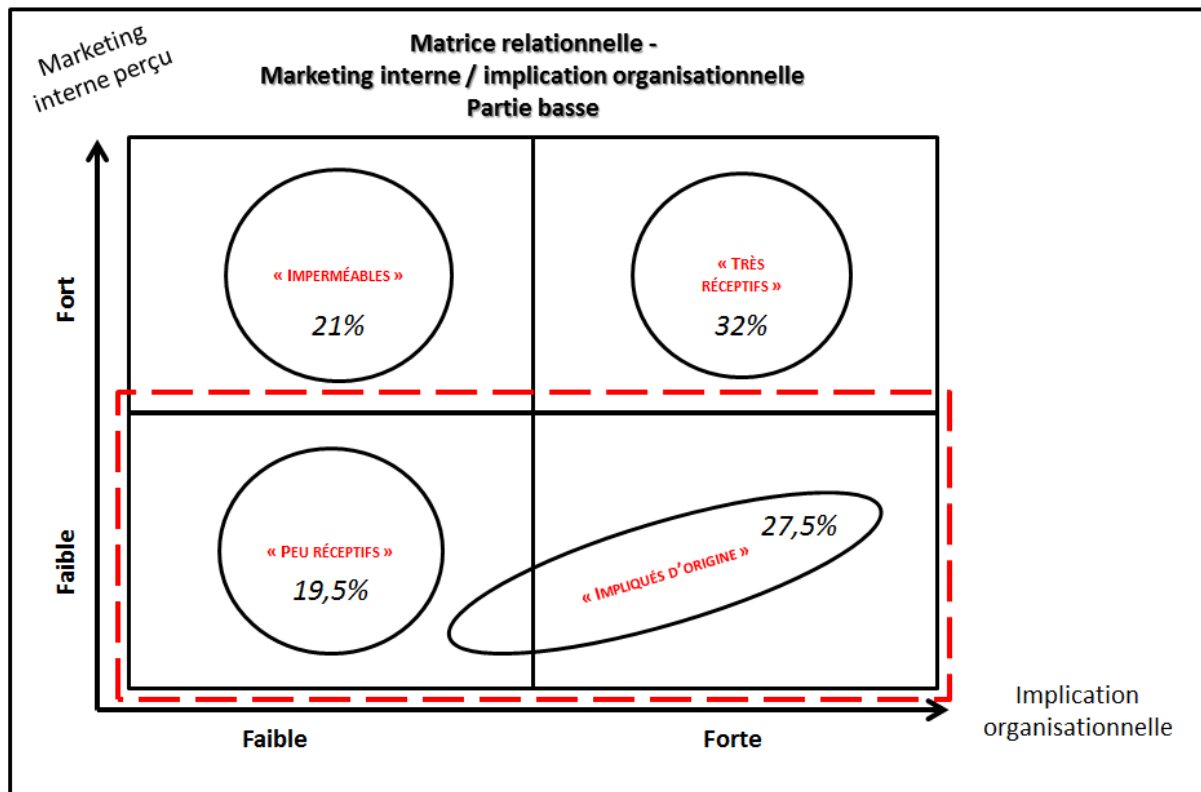 Marketing
interne perçu
Matrice relationnelle -
Marketing interne / implication organisationnelle
Partie basse
Fort
« Imperméables »
21%
« Très
réceptifs »
32%
Faible
« Peu réceptifs »
19,5%
27,5%
« Impliqués d'origine »
Faible
Forte
Implication
organisationnelle